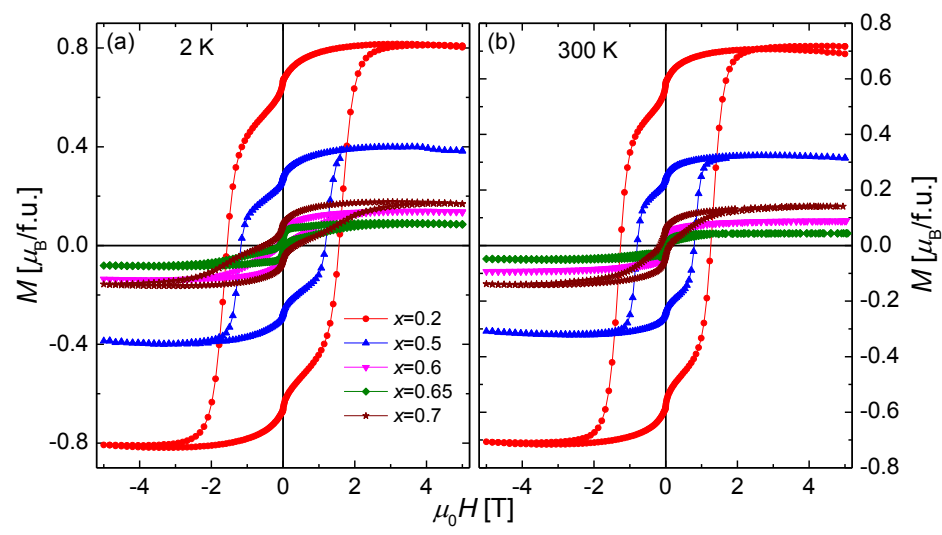 (a)
2 K
(b)
300 K
0.8
0.4
0.0
-0.4
-0.8
0.8
0.6
0.4
0.2
0.0
-0.2
-0.4
-0.6
-0.8
M [μB/f.u.]
M [μB/f.u.]
x=0.2
x=0.5
x=0.6
x=0.65
x=0.7
-4 -2 0 2 4
-4 -2 0 2 4
μ0H [T]